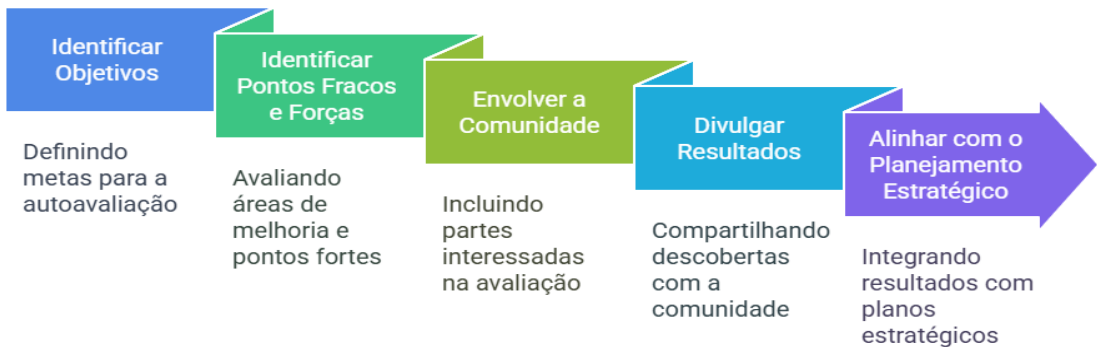 Identificar
Objetivos
Definindo
metas para a
autoavaliação
Identificar
Pontos Fracos
e Forças
Avaliando
áreas de
melhoria e
pontos fortes
Envolver a
Comunidade
Incluindo
partes
interessadas
na avaliação
Divulgar
Resultados
Compartilhando
descobertas
com a
comunidade
Alinhar com o
Planejamento
Estratégico
Integrando
resultados com
planos
estratégicos